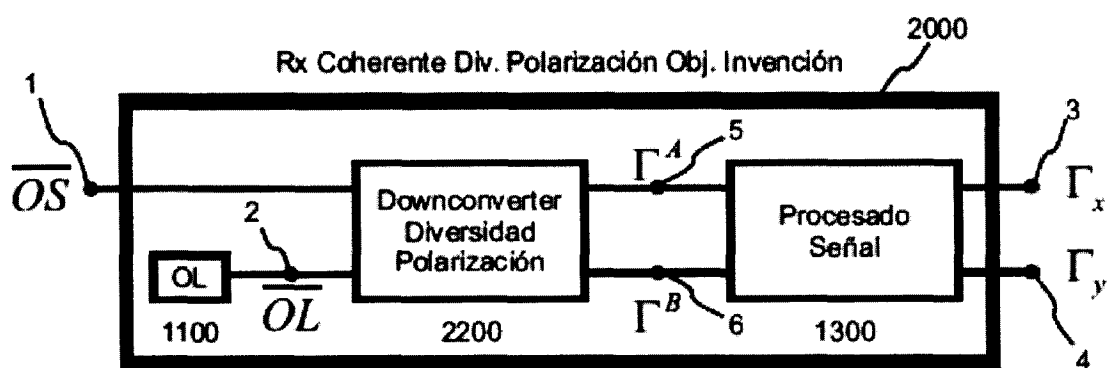 2000
Rx Coherente Div. Polarización Obj. Invención
1
3
5
OS
Γ^A
Γ_x
Downconverter
Diversidad
Polarización
Procesado
Señal
2
OL
OL
Γ^B
Γ_y
6
1100
2200
1300
4